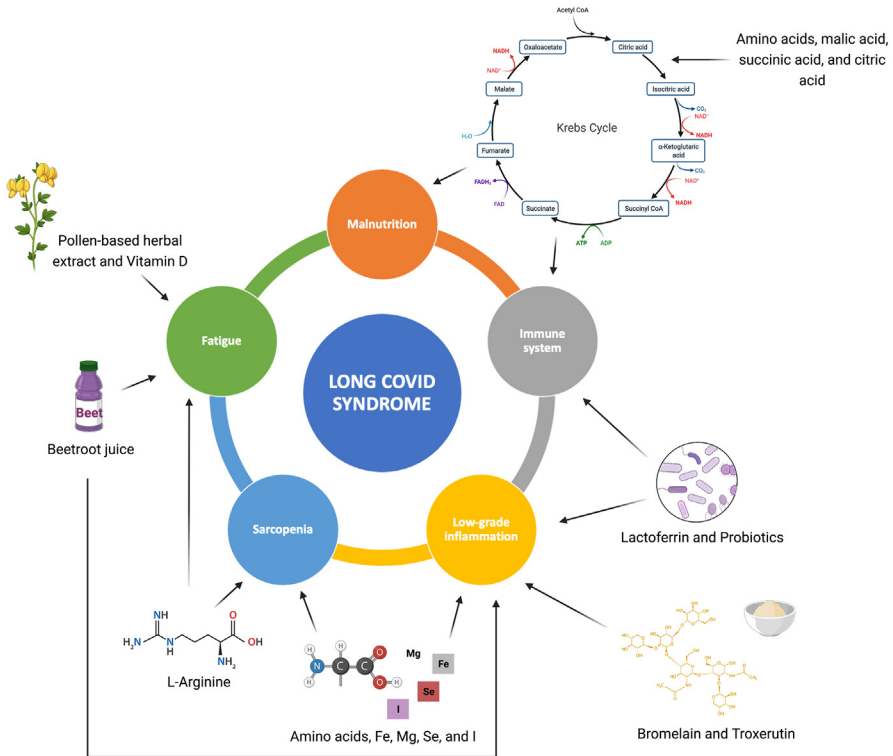 Acetyl CoA
Oxaloacetate
Citric acid
NADH
NAD⁺
Malate
Isocitric acid
CO₂
NAD⁺
NADH
H₂O
Krebs Cycle
Fumarate
α-Ketoglutaric
acid
CO₂
NAD⁺
NADH
FADH₂
FAD
Succinate
Succinyl CoA
ATP
ADP
Amino acids, malic acid,
succinic acid, and citric
acid
Malnutrition
Pollen-based herbal
extract and Vitamin D
Fatigue
Immune
system
LONG COVID
SYNDROME
Beet
Beetroot juice
Sarcopenia
Low-grade
inflammation
Lactoferrin and Probiotics
NH
O
H₂N
NH
OH
NH₂
L-Arginine
H
H
H
N
C
C
O
O
H
Mg
Fe
Se
I
Amino acids, Fe, Mg, Se, and I
Bromelain and Troxerutin